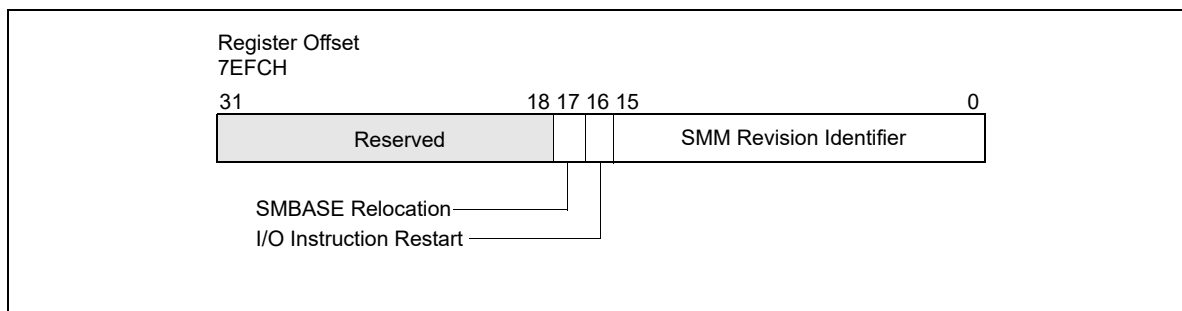 Register Offset
7EFCH
31 18 17 16 15 0
Reserved SMM Revision Identifier
SMBASE Relocation
I/O Instruction Restart